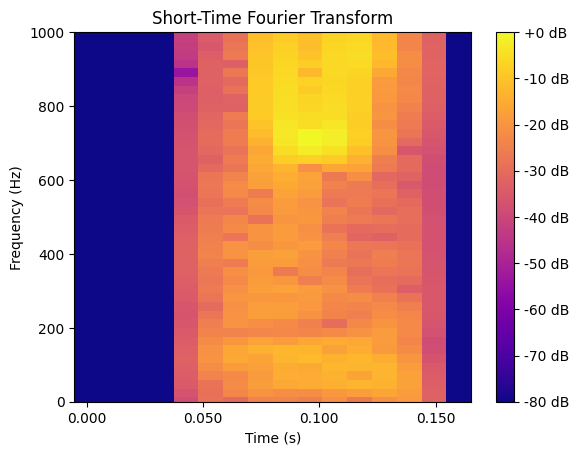 Short-Time Fourier Transform
1000
800
600
400
200
0
Frequency (Hz)
0.000
0.050
0.100
0.150
Time (s)
+0 dB
-10 dB
-20 dB
-30 dB
-40 dB
-50 dB
-60 dB
-70 dB
-80 dB